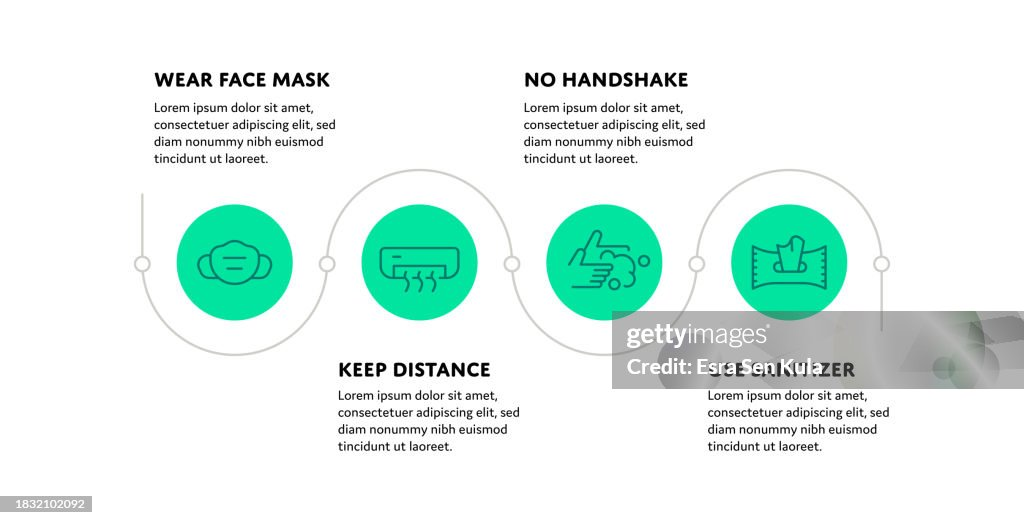 WEAR FACE MASK
Lorem ipsum dolor sit amet,
consectetuer adipiscing elit, sed
diam nonummy nibh euismod
tincidunt ut laoreet.
NO HANDSHAKE
Lorem ipsum dolor sit amet,
consectetuer adipiscing elit, sed
diam nonummy nibh euismod
tincidunt ut laoreet.
KEEP DISTANCE
Lorem ipsum dolor sit amet,
consectetuer adipiscing elit, sed
diam nonummy nibh euismod
tincidunt ut laoreet.
USE SANITIZER
Lorem ipsum dolor sit amet,
consectetuer adipiscing elit, sed
diam nonummy nibh euismod
tincidunt ut laoreet.
gettyimages®
Esra Sen Kula
1832102092